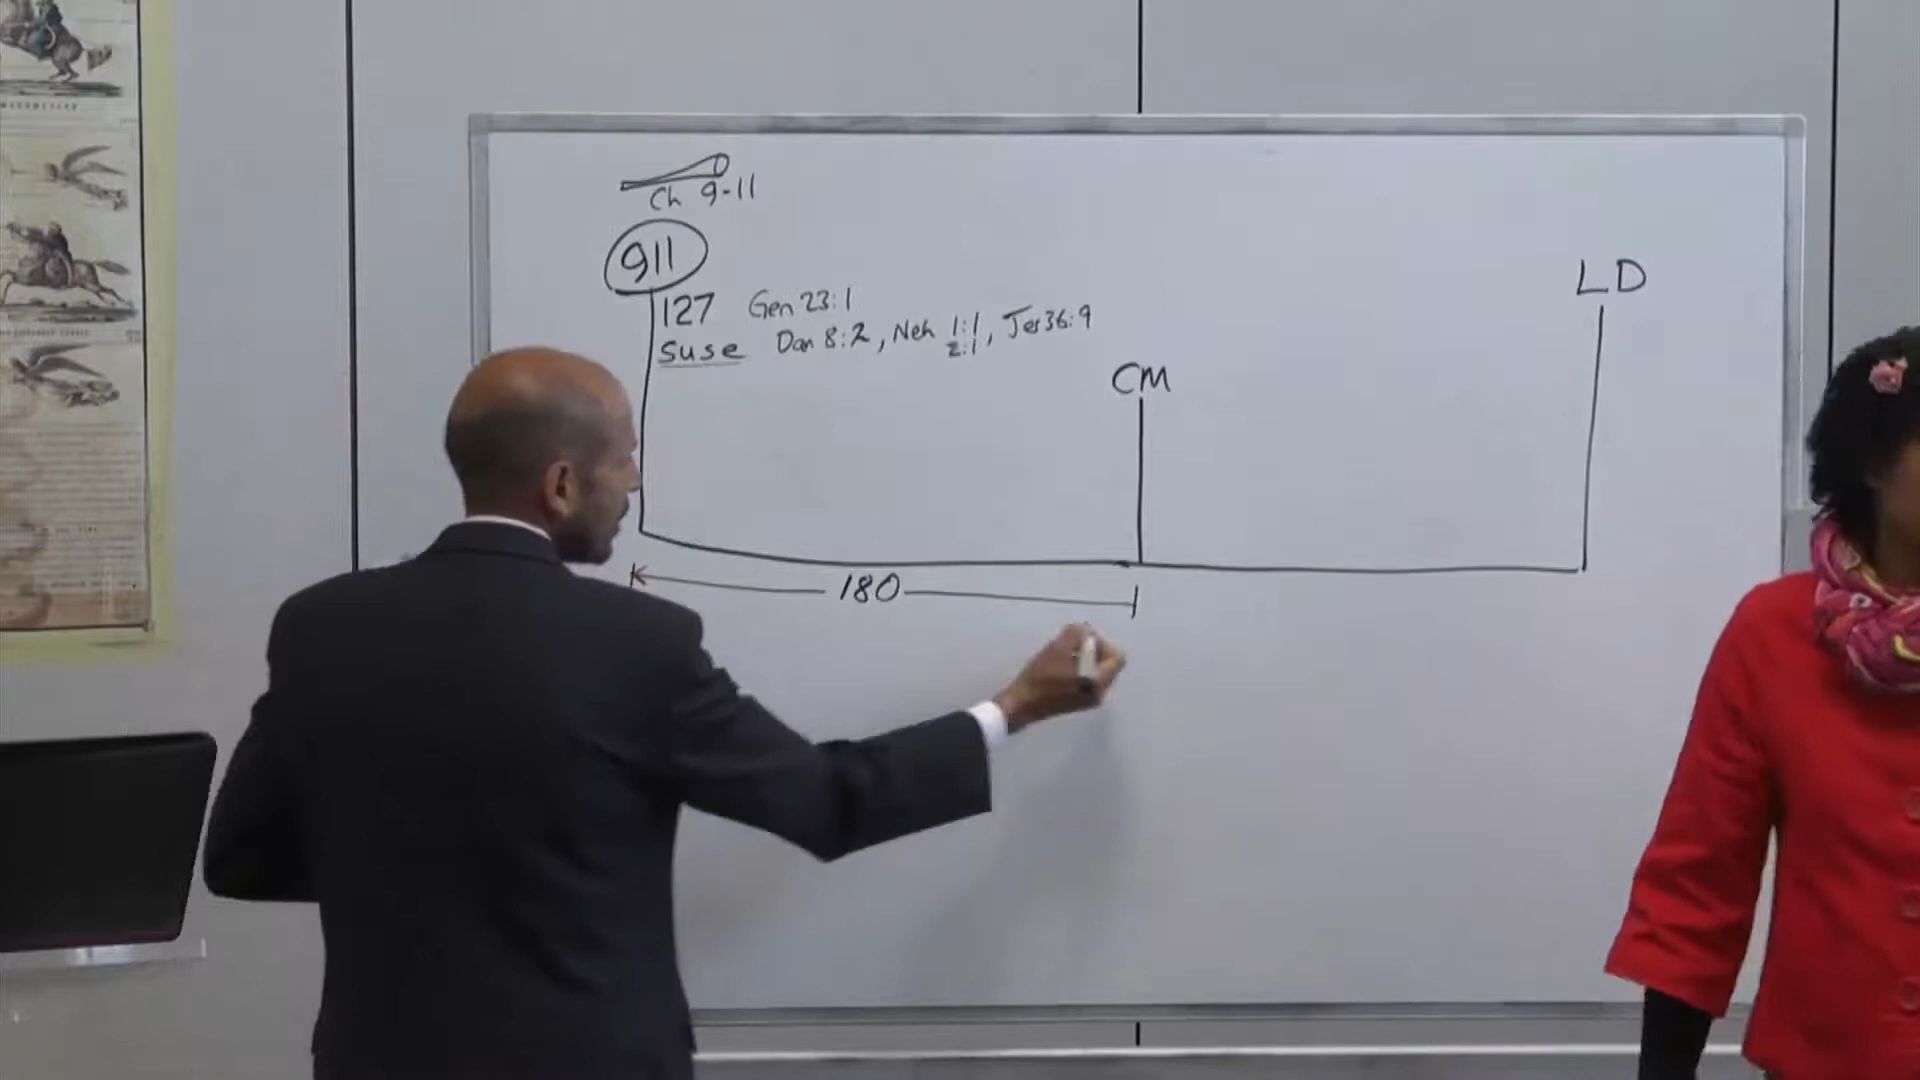 Ch 9-11
911
127 Gen 23:1
Suse Dan 8:2, Neh 1:1, Jer 36:9
2:1
CM
LD
180